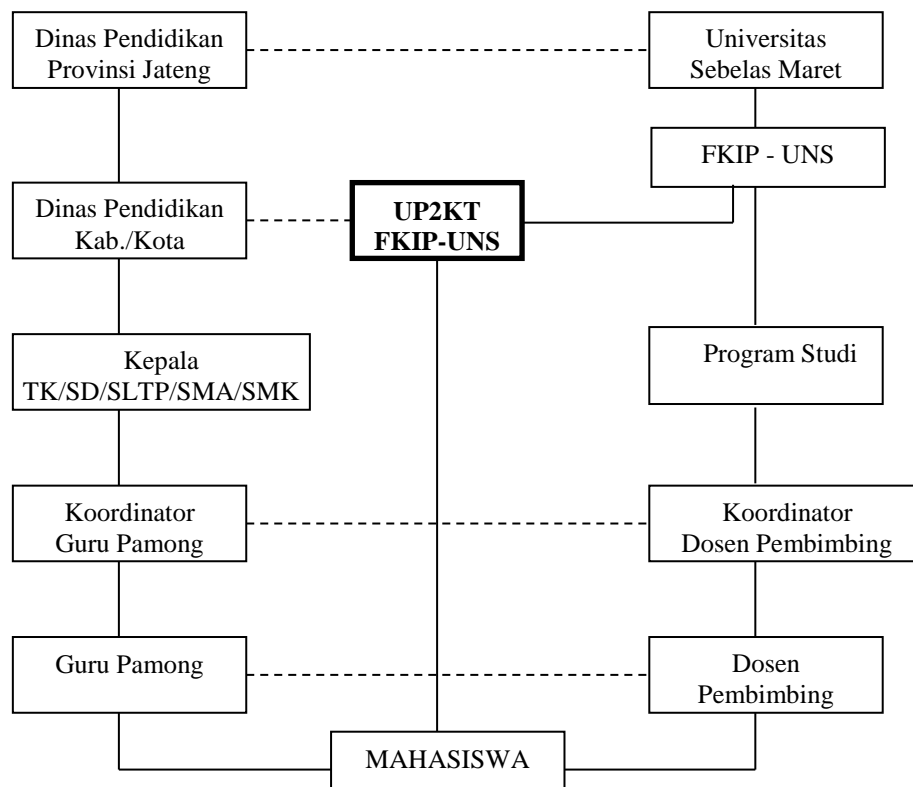 Dinas Pendidikan
Provinsi Jateng
Universitas
Sebelas Maret
FKIP - UNS
Dinas Pendidikan
Kab./Kota
UP2KT
FKIP-UNS
Kepala
TK/SD/SLTP/SMA/SMK
Program Studi
Koordinator
Guru Pamong
Koordinator
Dosen Pembimbing
Guru Pamong
Dosen
Pembimbing
MAHASISWA